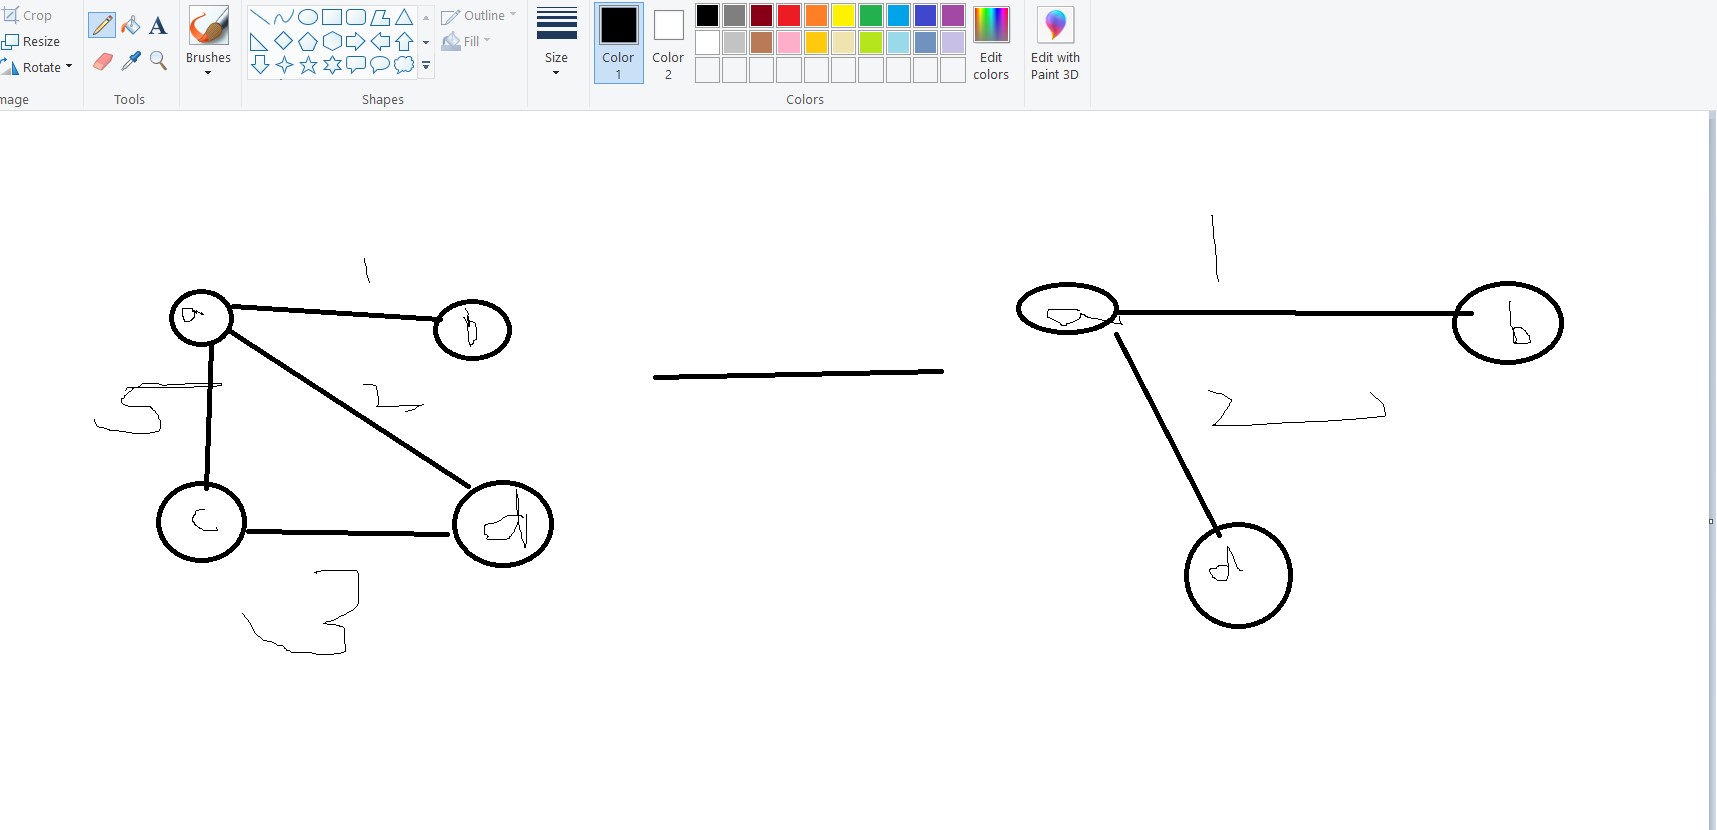 Crop
Resize
Rotate
mage
Tools
Brushes
Shapes
Outline
Fill
Size
Color 1
Color 2
Colors
Edit colors
Edit with Paint 3D
1
a
b
5
2
c
d
3
1
a
b
2
d